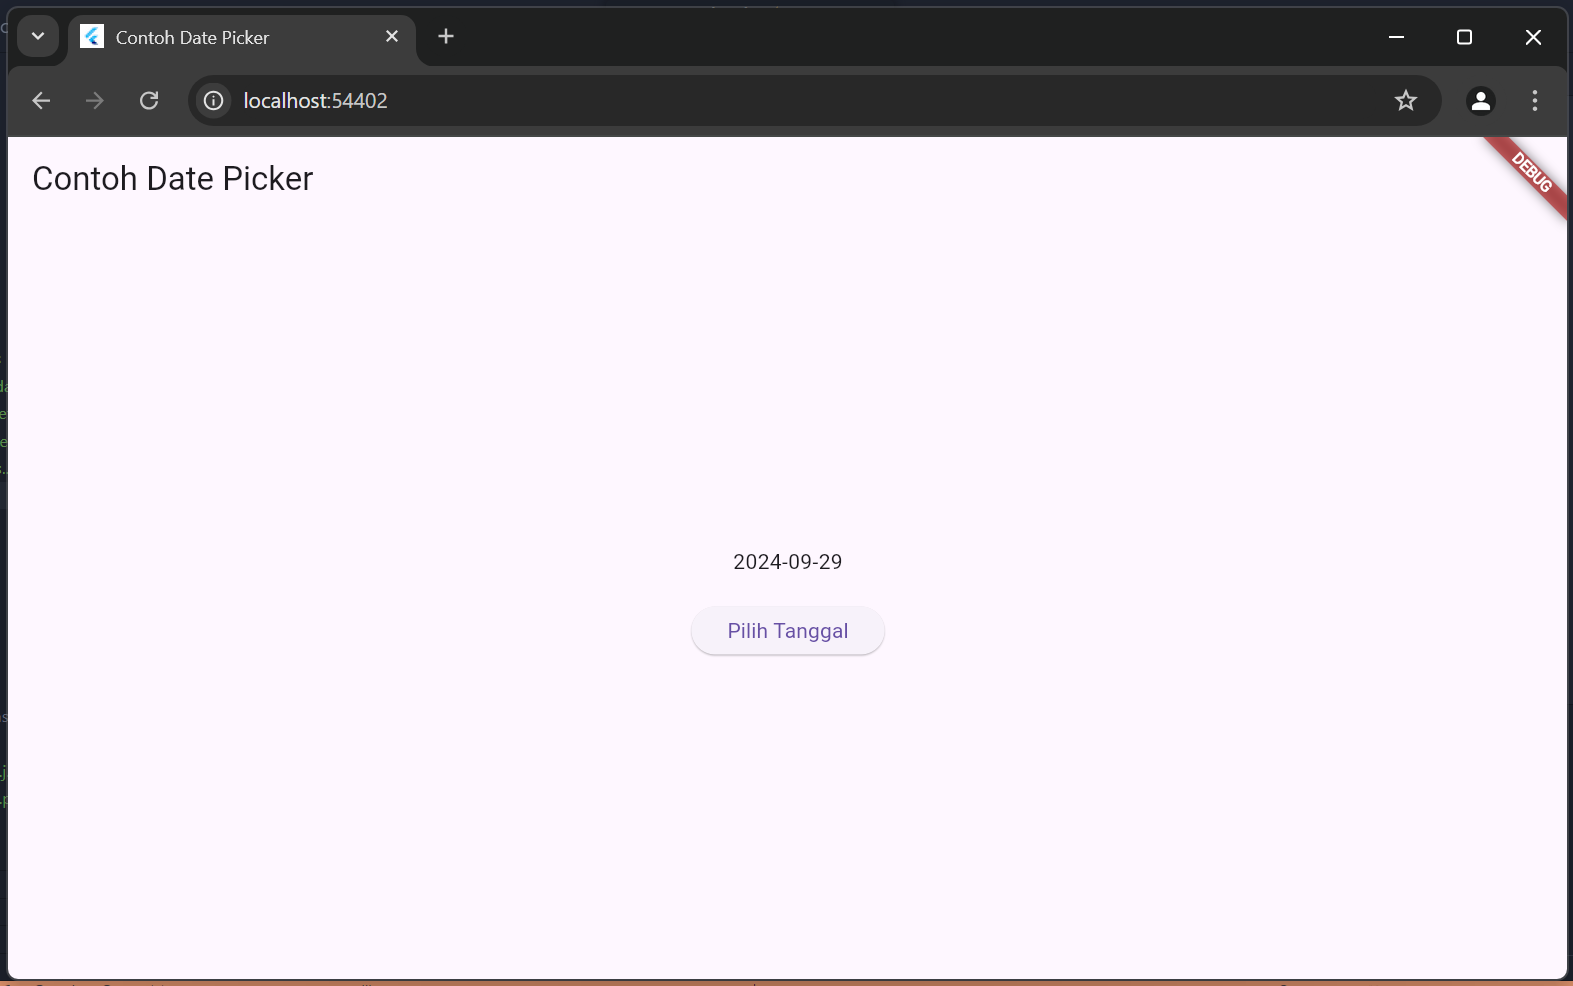 Contoh Date Picker
localhost:54402
Contoh Date Picker
DEBUG
2024-09-29
Pilih Tanggal